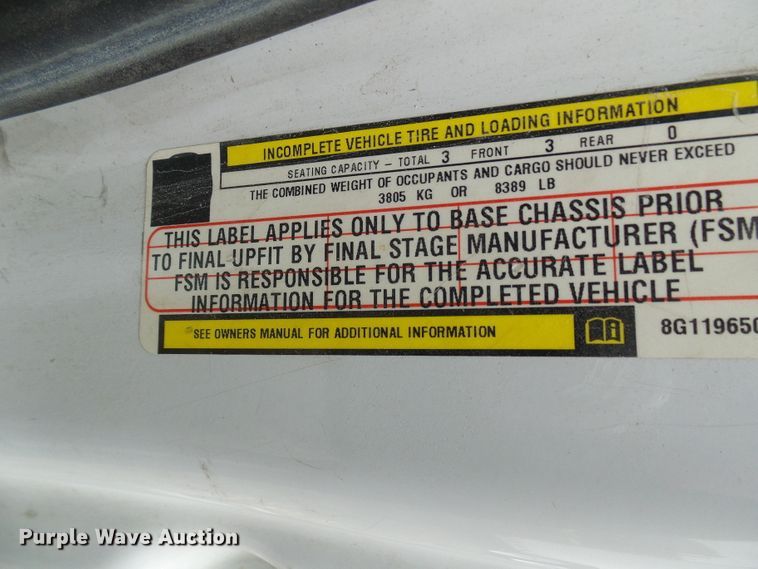 INCOMPLETE VEHICLE TIRE AND LOADING INFORMATION
SEATING CAPACITY - TOTAL 3 FRONT 3 REAR 0
THE COMBINED WEIGHT OF OCCUPANTS AND CARGO SHOULD NEVER EXCEED
3805 KG OR 8389 LB
THIS LABEL APPLIES ONLY TO BASE CHASSIS PRIOR
TO FINAL UPFIT BY FINAL STAGE MANUFACTURER (FSM
FSM IS RESPONSIBLE FOR THE ACCURATE LABEL
INFORMATION FOR THE COMPLETED VEHICLE
SEE OWNERS MANUAL FOR ADDITIONAL INFORMATION
8G119650
Purple Wave Auction